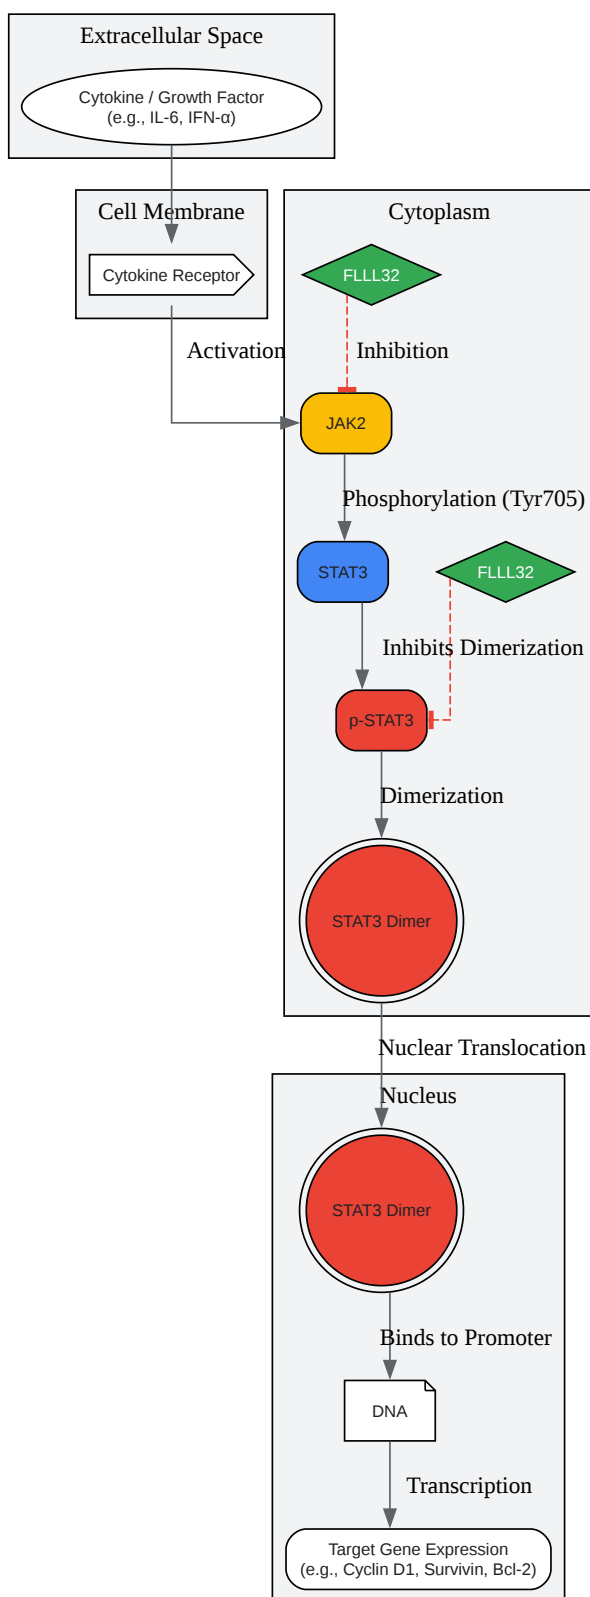 Extracellular Space
Cytokine / Growth Factor
(e.g., IL-6, IFN-α)
Cell Membrane
Cytoplasm
Cytokine Receptor
FLLL32
Activation
Inhibition
JAK2
Phosphorylation (Tyr705)
STAT3
FLLL32
Inhibits Dimerization
p-STAT3
Dimerization
STAT3 Dimer
Nuclear Translocation
Nucleus
STAT3 Dimer
Binds to Promoter
DNA
Transcription
Target Gene Expression
(e.g., Cyclin D1, Survivin, Bcl-2)